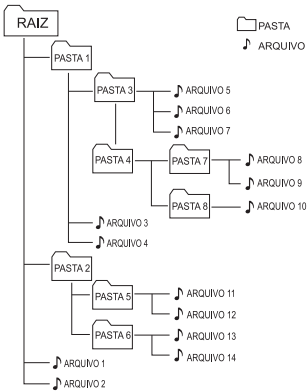 RAIZ
PASTA
ARQUIVO
PASTA 1
PASTA 3
ARQUIVO 5
ARQUIVO 6
ARQUIVO 7
PASTA 4
PASTA 7
ARQUIVO 8
ARQUIVO 9
PASTA 8
ARQUIVO 10
ARQUIVO 3
ARQUIVO 4
PASTA 2
PASTA 5
ARQUIVO 11
ARQUIVO 12
PASTA 6
ARQUIVO 13
ARQUIVO 14
ARQUIVO 1
ARQUIVO 2